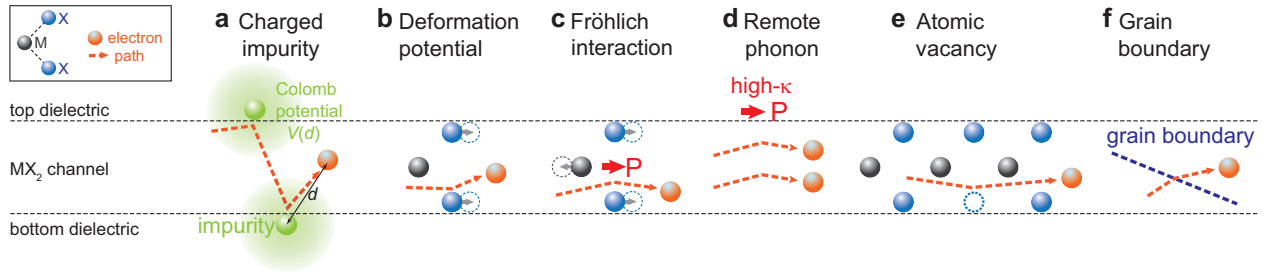 X
M
X
electron
path
a Charged
impurity
b Deformation
potential
c Fröhlich
interaction
d Remote
phonon
e Atomic
vacancy
f Grain
boundary
top dielectric
MX2 channel
bottom dielectric
Colomb
potential
V(d)
d
impurity
P
high-κ
P
grain boundary